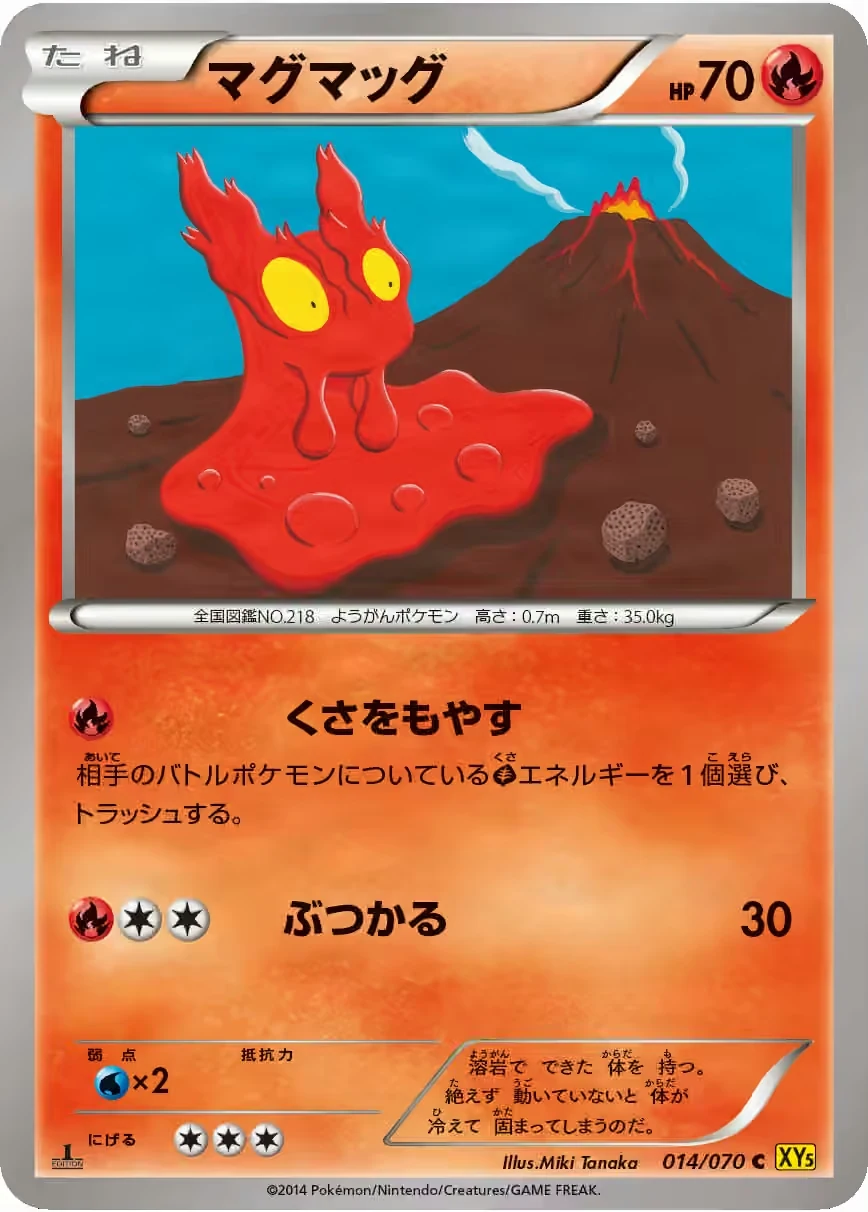 たね マグマッグ HP70
全国図鑑NO.218 ようがんポケモン 高さ:0.7m 重さ:35.0kg
くさをもやす
相手のバトルポケモンについているエネルギーを1個選び、
トラッシュする。
ぶつかる 30
弱点 抵抗力
×2
にげる
溶岩で できた 体を 持つ。
絶えず 動いていないと 体が
冷えて 固まってしまうのだ。
1 EDITION
Illus.Miki Tanaka 014/070 C XY5
©2014 Pokémon/Nintendo/Creatures/GAME FREAK.